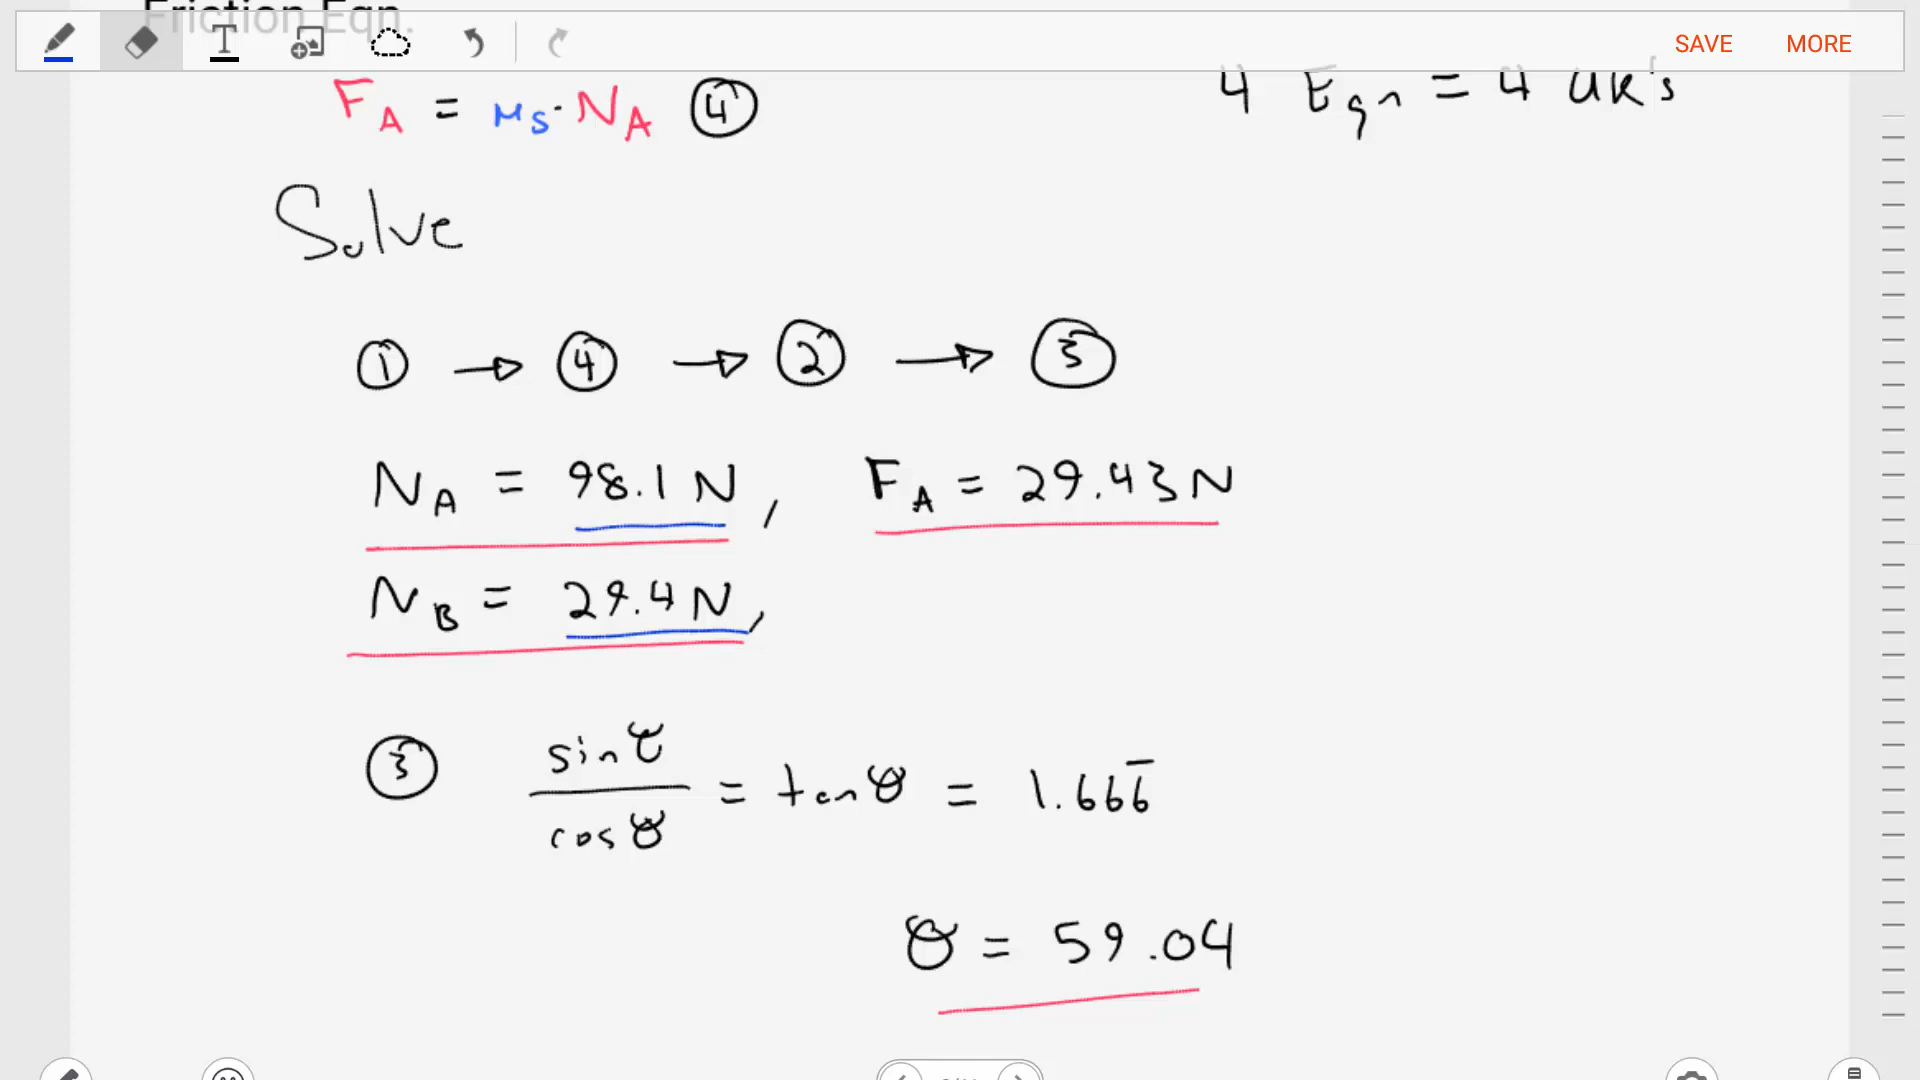 Friction Eqn.
SAVE MORE
F_A = μ_S · N_A ④
4 Eqn = 4 UK's
Solve
① → ④ → ② → ③
N_A = 98.1 N, F_A = 29.43 N
N_B = 29.4 N,
③ sinθ/cosθ = tanθ = 1.666̅
θ = 59.04